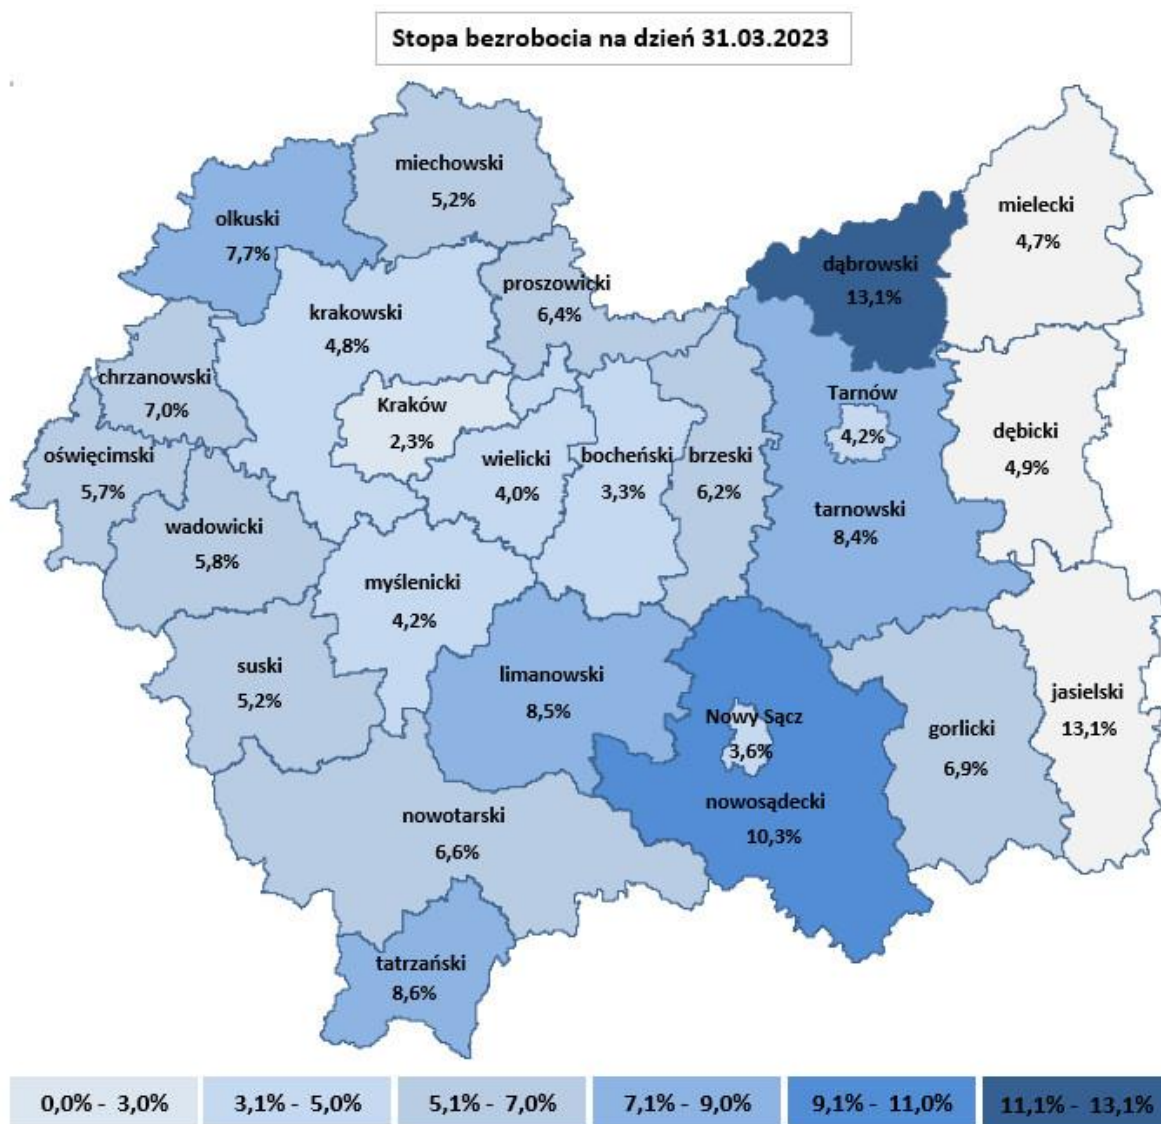 Stopa bezrobocia na dzień 31.03.2023
miechowski
5,2%
olkuski
7,7%
mielecki
4,7%
dąbrowski
13,1%
proszowicki
6,4%
krakowski
4,8%
chrzanowski
7,0%
Kraków
2,3%
Tarnów
4,2%
dębicki
4,9%
oświęcimski
5,7%
wielicki
4,0%
bocheński
3,3%
brzeski
6,2%
tarnowski
8,4%
wadowicki
5,8%
myślenicki
4,2%
suski
5,2%
limanowski
8,5%
jasielski
13,1%
Nowy Sącz
3,6%
gorlicki
6,9%
nowosądecki
10,3%
nowotarski
6,6%
tatrzański
8,6%
0,0% - 3,0% 3,1% - 5,0% 5,1% - 7,0% 7,1% - 9,0% 9,1% - 11,0% 11,1% - 13,1%